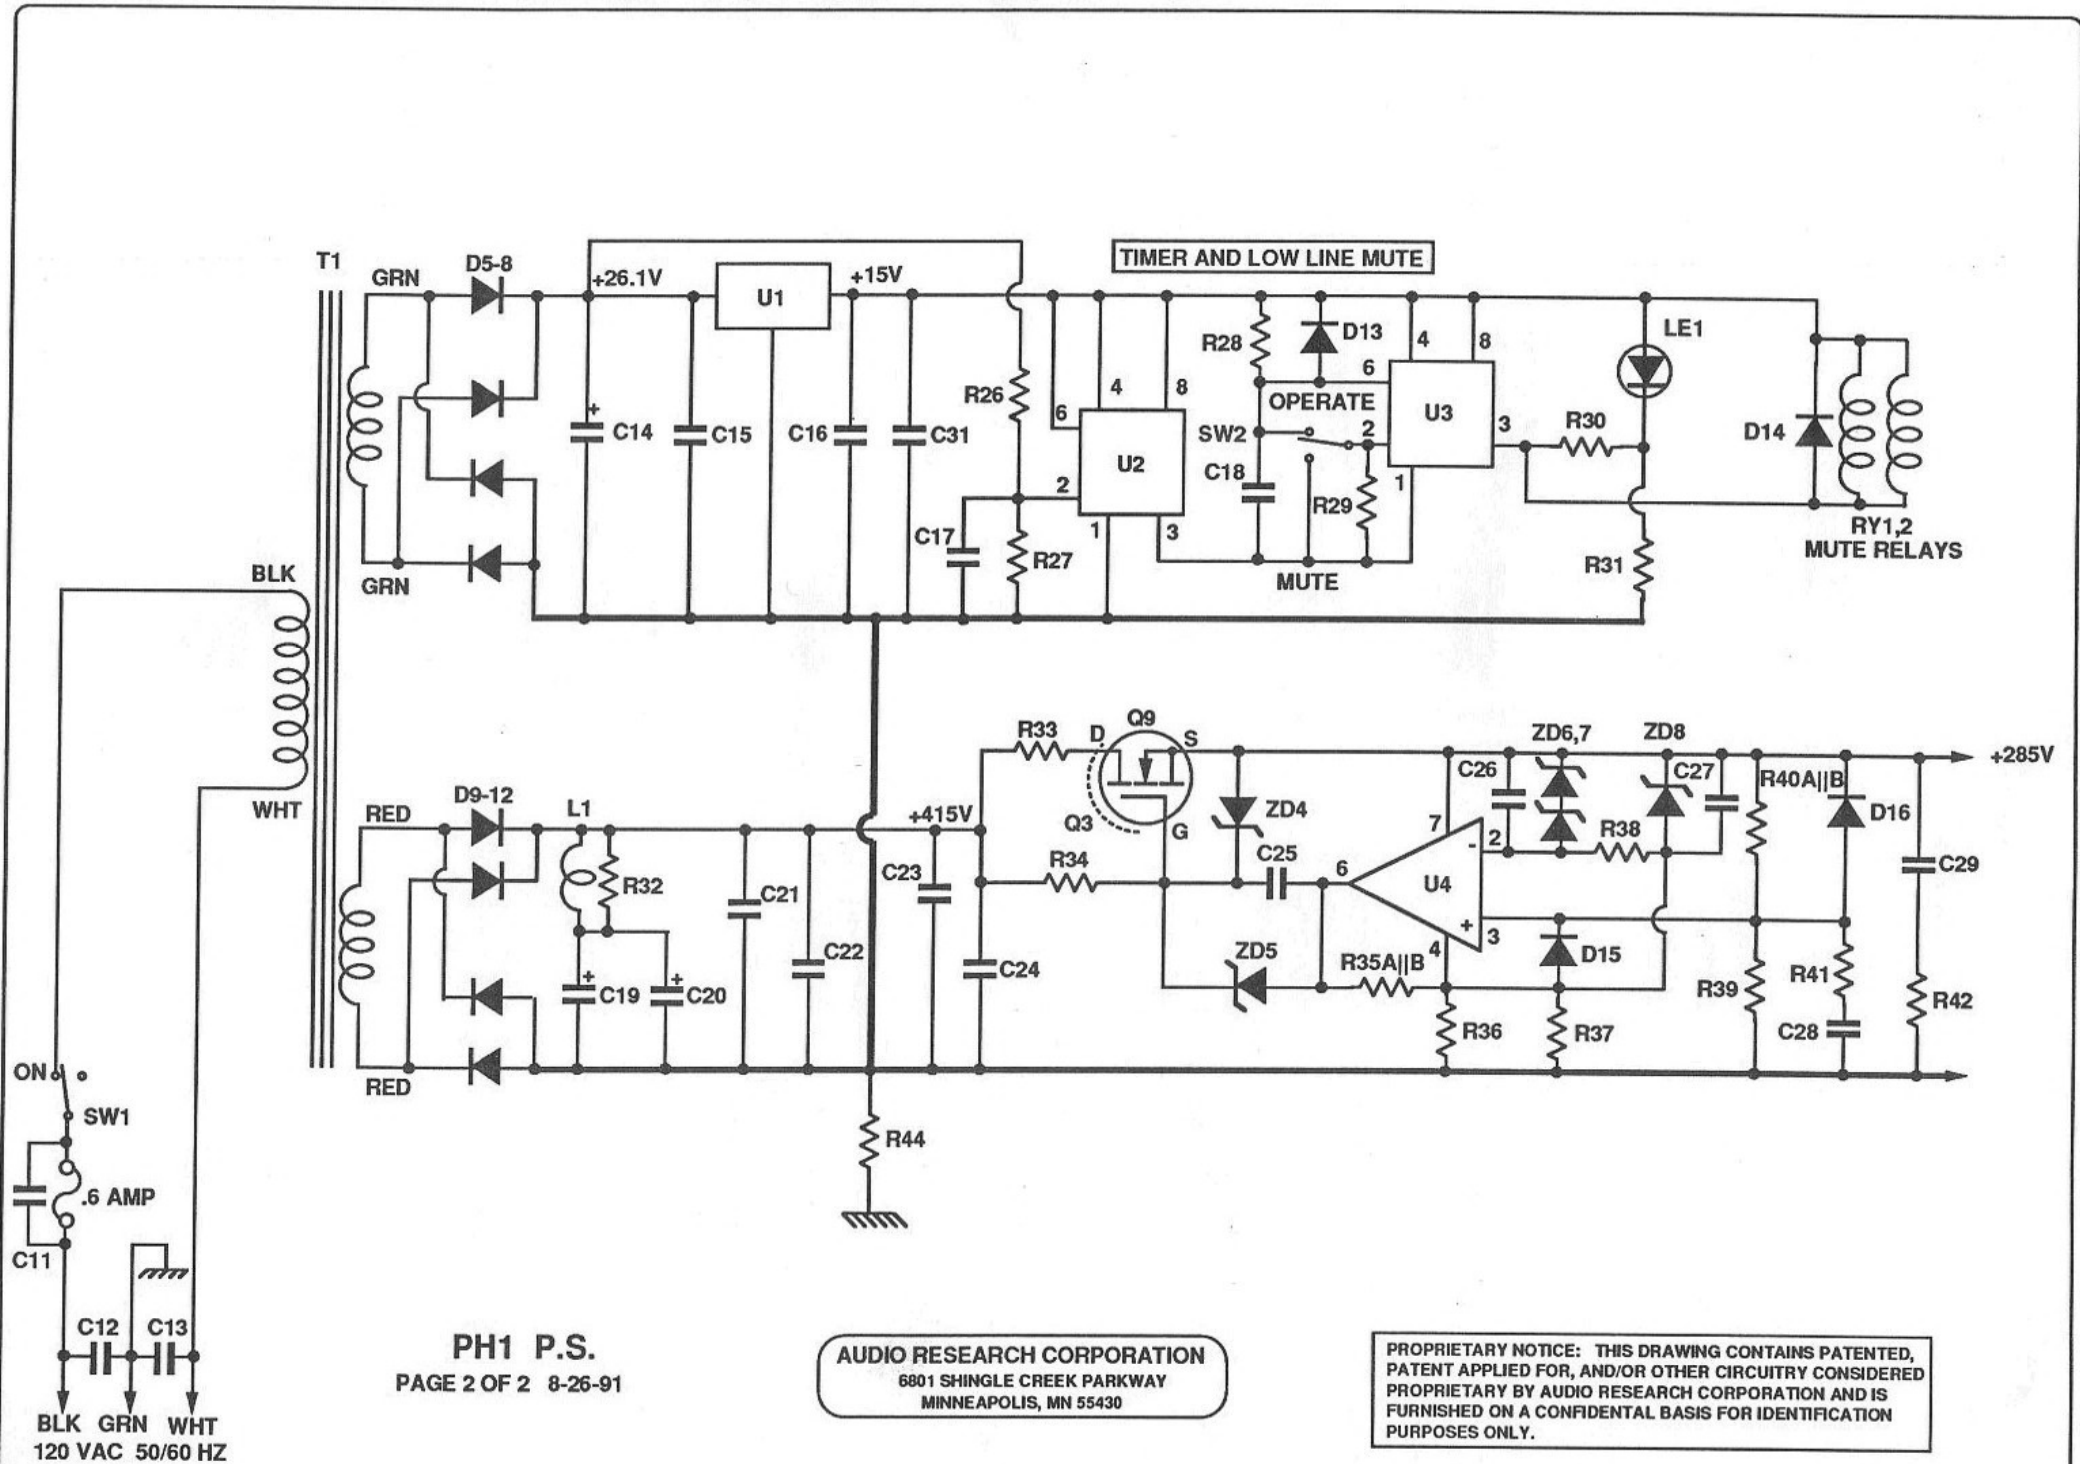 TIMER AND LOW LINE MUTE
T1
GRN
D5-8
+26.1V
U1
+15V
R28
D13
4
8
LE1
6
OPERATE
U3
3
R30
D14
SW2
2
C18
R29
1
R26
4
8
6
U2
2
1
3
C14
C15
C16
C31
C17
R27
MUTE
R31
RY1,2
MUTE RELAYS
GRN
BLK
WHT
RED
D9-12
L1
R32
C19
C20
C21
C22
C23
+415V
C24
RED
R33
D
Q9
S
Q3
G
R34
ZD4
C25
ZD5
R35A||B
6
7
U4
2
-
+
3
4
C26
ZD6,7
ZD8
C27
R38
R40A||B
D16
+285V
C29
D15
R36
R37
R39
R41
C28
R42
R44
ON
SW1
.6 AMP
C11
C12
C13
BLK GRN WHT
120 VAC 50/60 HZ
PH1 P.S.
PAGE 2 OF 2 8-26-91
AUDIO RESEARCH CORPORATION
6801 SHINGLE CREEK PARKWAY
MINNEAPOLIS, MN 55430
PROPRIETARY NOTICE: THIS DRAWING CONTAINS PATENTED,
PATENT APPLIED FOR, AND/OR OTHER CIRCUITRY CONSIDERED
PROPRIETARY BY AUDIO RESEARCH CORPORATION AND IS
FURNISHED ON A CONFIDENTAL BASIS FOR IDENTIFICATION
PURPOSES ONLY.